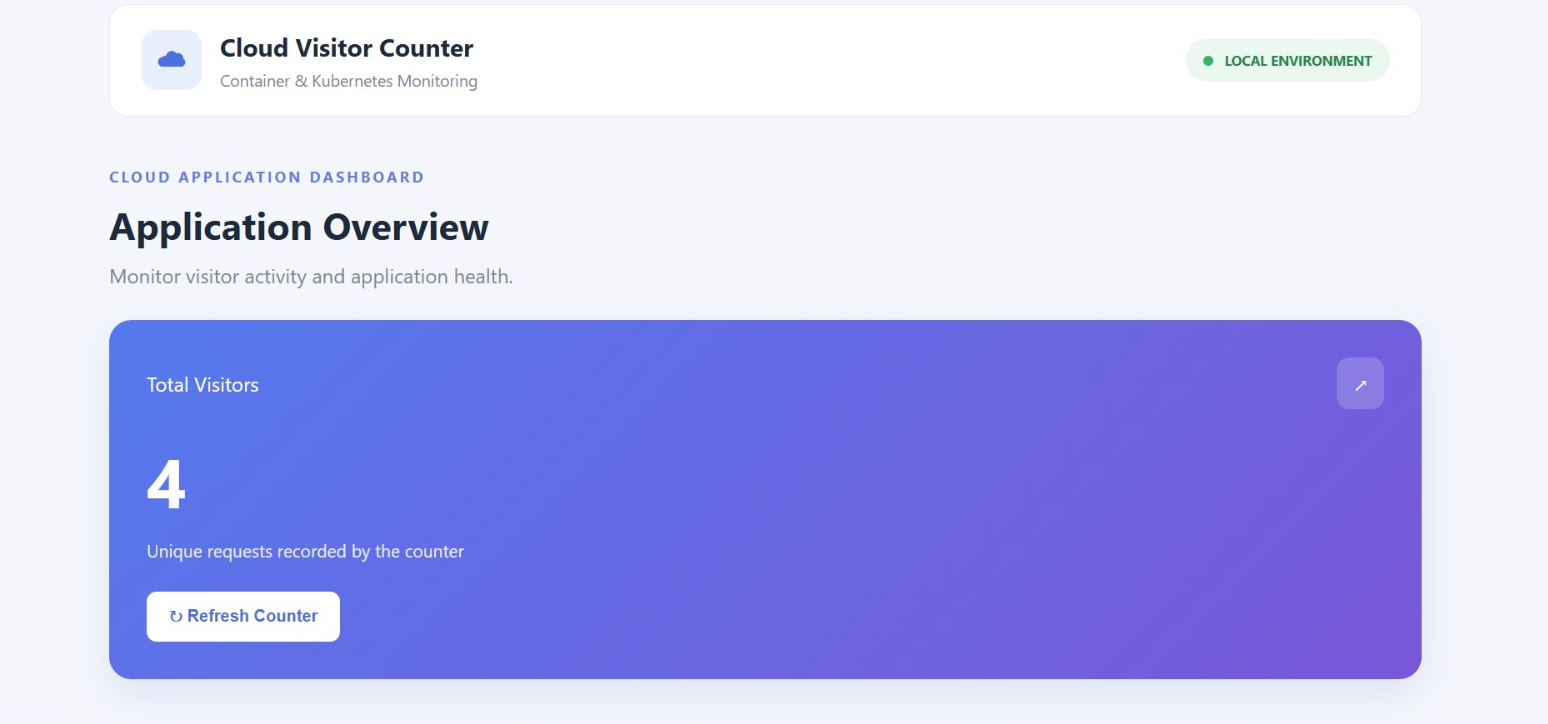 Cloud Visitor Counter
Container & Kubernetes Monitoring
LOCAL ENVIRONMENT
CLOUD APPLICATION DASHBOARD
Application Overview
Monitor visitor activity and application health.
Total Visitors
↗
4
Unique requests recorded by the counter
↻ Refresh Counter